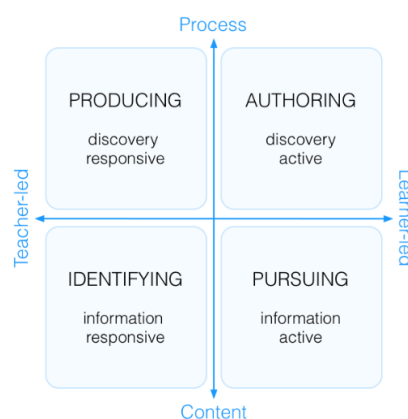 Process
PRODUCING
discovery
responsive
AUTHORING
discovery
active
Teacher-led
Learner-led
IDENTIFYING
information
responsive
PURSUING
information
active
Content